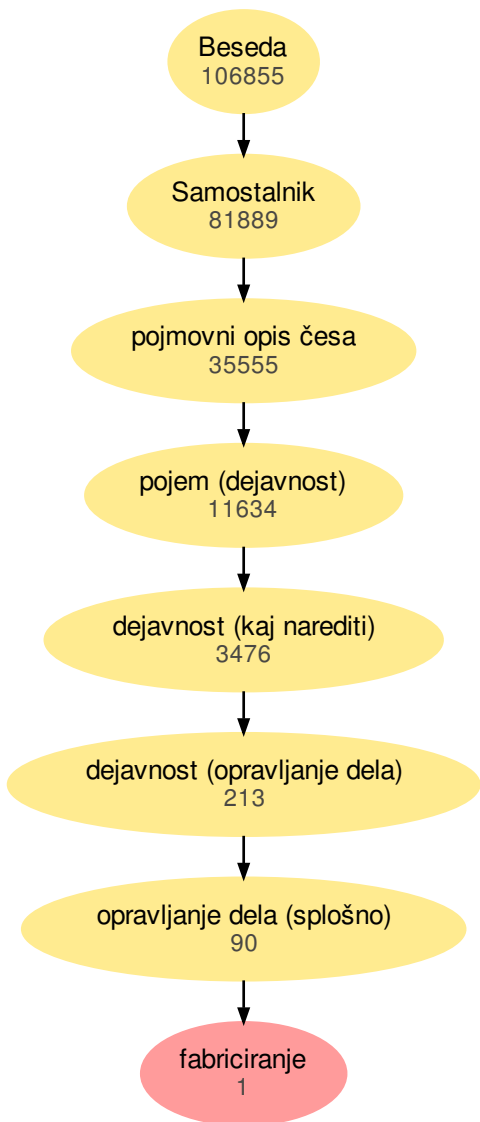 Beseda
106855
Samostalnik
81889
pojmovni opis česa
35555
pojem (dejavnost)
11634
dejavnost (kaj narediti)
3476
dejavnost (opravljanje dela)
213
opravljanje dela (splošno)
90
fabriciranje
1